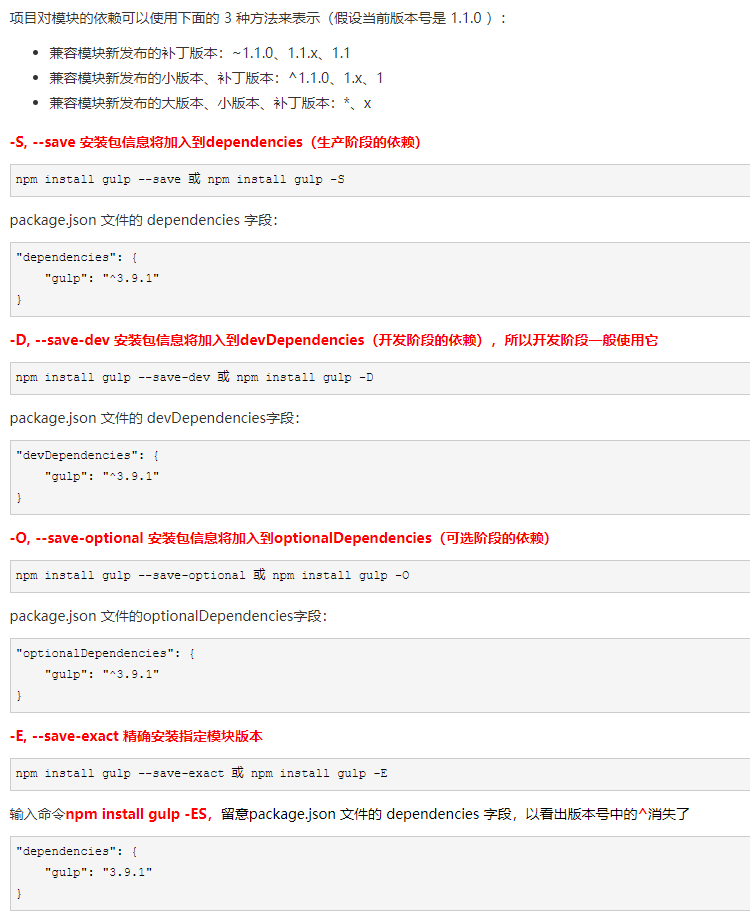 项目对模块的依赖可以使用下面的 3 种方法来表示（假设当前版本号是 1.1.0 ）：
兼容模块新发布的补丁版本：~1.1.0、1.1.x、1.1
兼容模块新发布的小版本、补丁版本：^1.1.0、1.x、1
兼容模块新发布的大版本、小版本、补丁版本：*、x
-S, --save 安装包信息将加入到dependencies（生产阶段的依赖）
npm install gulp --save 或 npm install gulp -S
package.json 文件的 dependencies 字段：
"dependencies": {
    "gulp": "^3.9.1"
}
-D, --save-dev 安装包信息将加入到devDependencies（开发阶段的依赖），所以开发阶段一般使用它
npm install gulp --save-dev 或 npm install gulp -D
package.json 文件的 devDependencies字段：
"devDependencies": {
    "gulp": "^3.9.1"
}
-O, --save-optional 安装包信息将加入到optionalDependencies（可选阶段的依赖）
npm install gulp --save-optional 或 npm install gulp -O
package.json 文件的optionalDependencies字段：
"optionalDependencies": {
    "gulp": "^3.9.1"
}
-E, --save-exact 精确安装指定模块版本
npm install gulp --save-exact 或 npm install gulp -E
输入命令npm install gulp -ES，留意package.json 文件的 dependencies 字段，以看出版本号中的^消失了
"dependencies": {
    "gulp": "3.9.1"
}